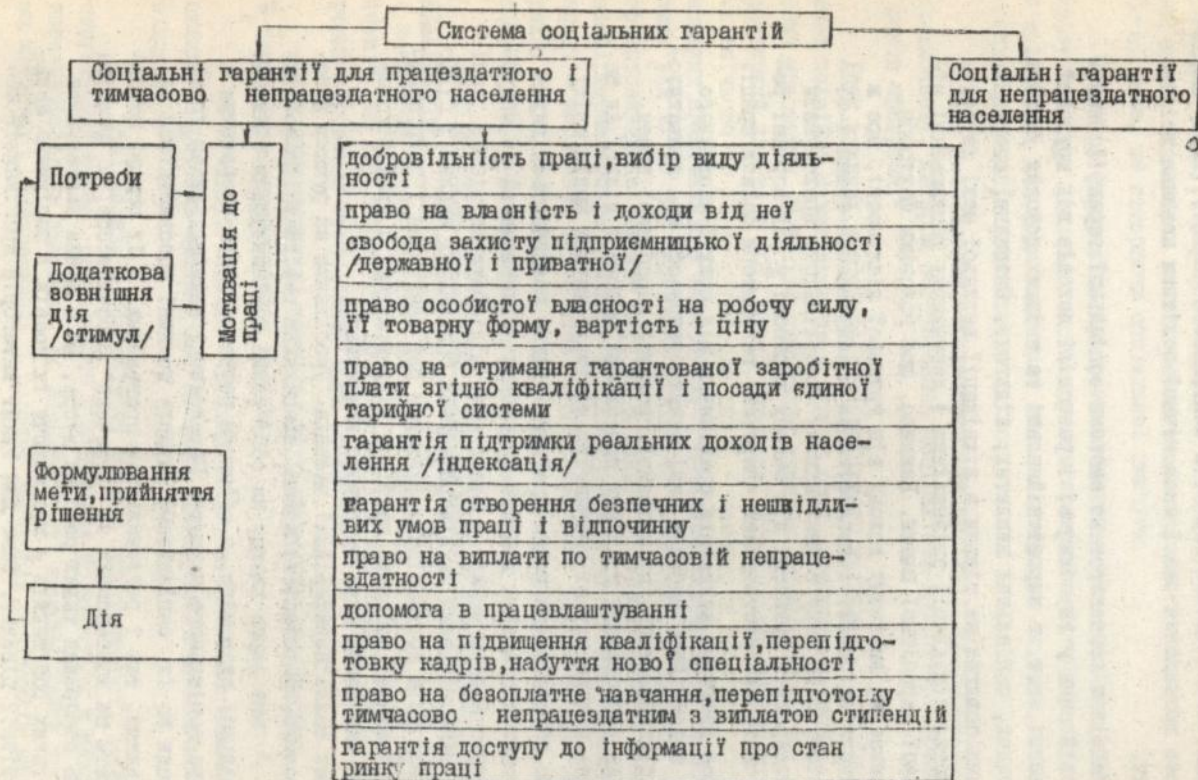 Система соціальних гарантій
Соціальні гарантії для працездатного і
тимчасово непрацездатного населення
Соціальні гарантії
для непрацездатного
населення
Потреби
Додаткова
зовнішня
дія
/стимул/
Мотивація до
праці
Формулювання
мети,прийняття
рішення
Дія
добровільність праці,вибір виду діяль-
ності
право на власність і доходи від неї
свобода захисту підприємницької діяльності
/державної і приватної/
право особистої власності на робочу силу,
її товарну форму, вартість і ціну
право на отримання гарантованої заробітної
плати згідно кваліфікації і посади єдиної
тарифної системи
гарантія підтримки реальних доходів насе-
лення /індексація/
гарантія створення безпечних і нешкідли-
вих умов праці і відпочинку
право на виплати по тимчасовій непраце-
здатності
допомога в працевлаштуванні
право на підвищення кваліфікації,перепідго-
товку кадрів,набуття нової спеціальності
право на безоплатне навчання,перепідготовку
тимчасово непрацездатним з виплатою стипенцій
гарантія доступу до інформації про стан
ринку праці